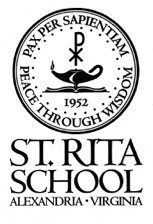 PAX PER SAPIENTIAM
PEACE THROUGH WISDOM
1952
ST. RITA
SCHOOL
ALEXANDRIA · VIRGINIA